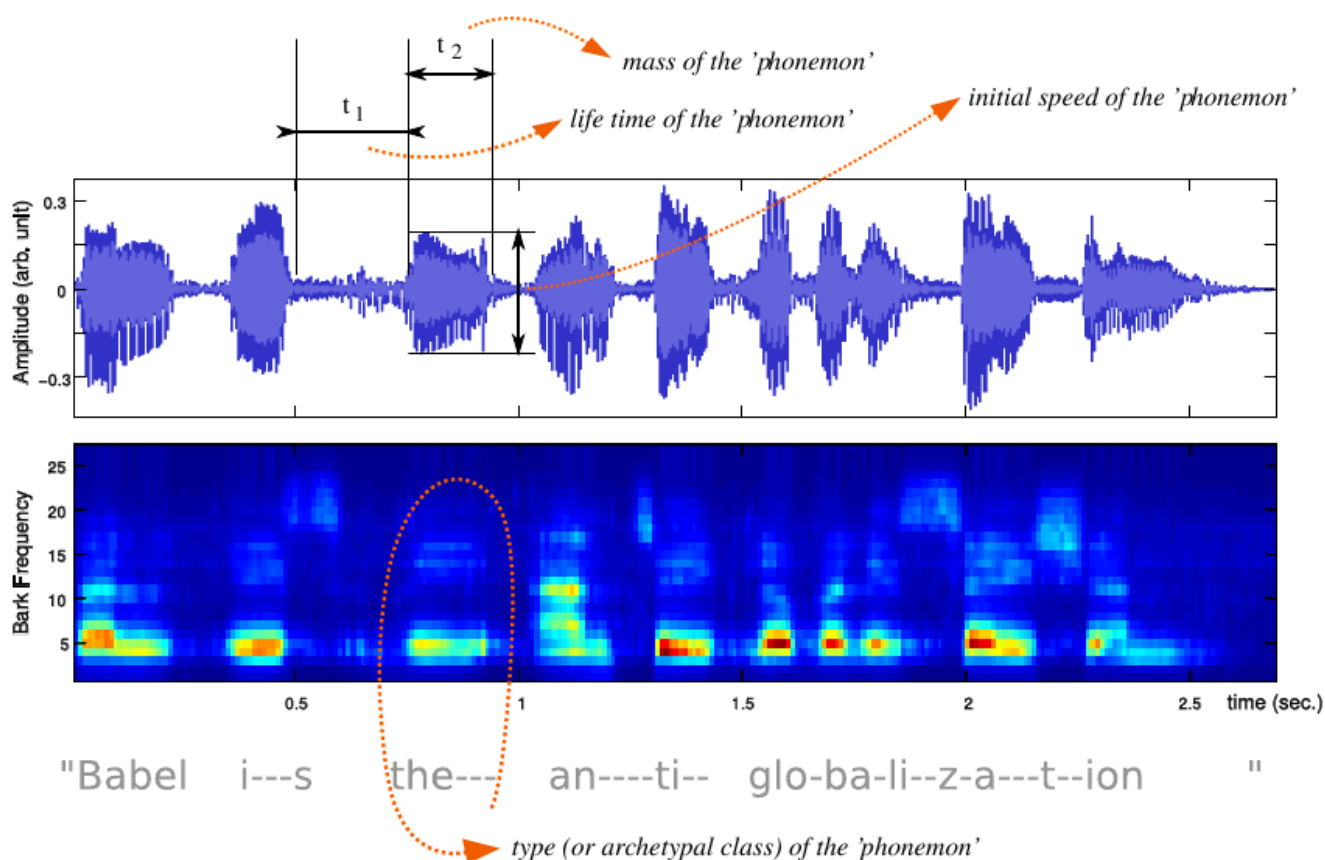 t2
mass of the 'phonemon'
initial speed of the 'phonemon'
t1
life time of the 'phonemon'
Amplitude (arb, unit)
0.3
0
−0.3
Bark Frequency
25
20
15
10
5
0.5
1
1.5
2
2.5
time (sec.)
"Babel i---s the---- an----ti-- glo-ba-li--z-a---t--ion "
type (or archetypal class) of the 'phonemon'